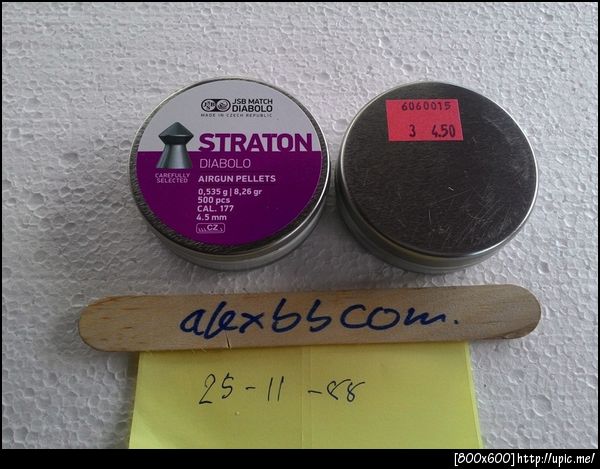 JSB MATCH
DIABOLO
MADE IN CZECH REPUBLIC
STRATON
DIABOLO
CAREFULLY
SELECTED
AIRGUN PELLETS
0,535 g | 8,26 gr
500 pcs
CAL. 177
4.5 mm
CZ
6060015
3 4.50
alexbbcom.
25-11-88
[800x600]http://upic.me/